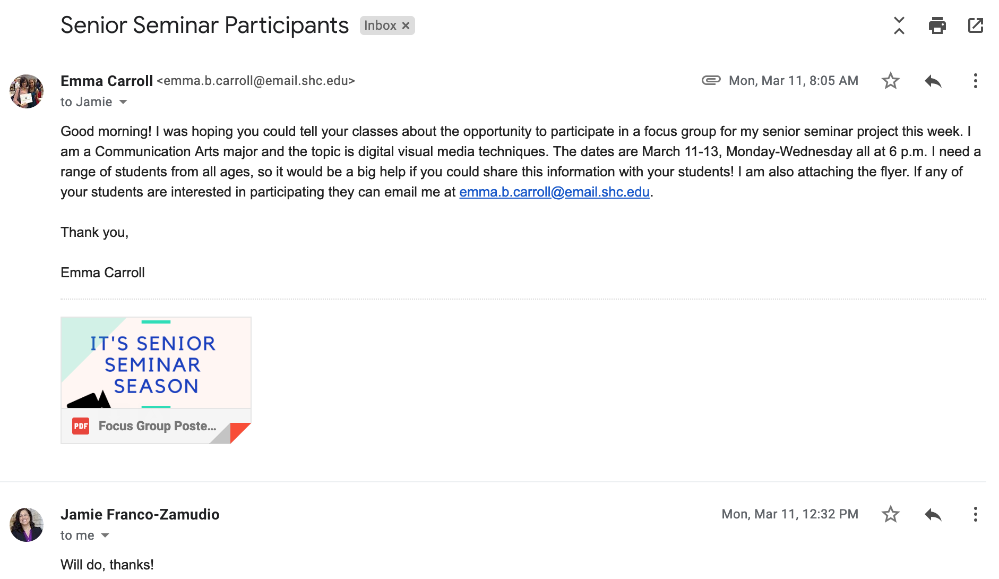 Senior Seminar Participants Inbox ×
Emma Carroll <emma.b.carroll@email.shc.edu> Mon, Mar 11, 8:05 AM
to Jamie
Good morning! I was hoping you could tell your classes about the opportunity to participate in a focus group for my senior seminar project this week. I
am a Communication Arts major and the topic is digital visual media techniques. The dates are March 11-13, Monday-Wednesday all at 6 p.m. I need a
range of students from all ages, so it would be a big help if you could share this information with your students! I am also attaching the flyer. If any of
your students are interested in participating they can email me at emma.b.carroll@email.shc.edu.
Thank you,
Emma Carroll
IT'S SENIOR
SEMINAR
SEASON
PDF Focus Group Poste...
Jamie Franco-Zamudio Mon, Mar 11, 12:32 PM
to me
Will do, thanks!